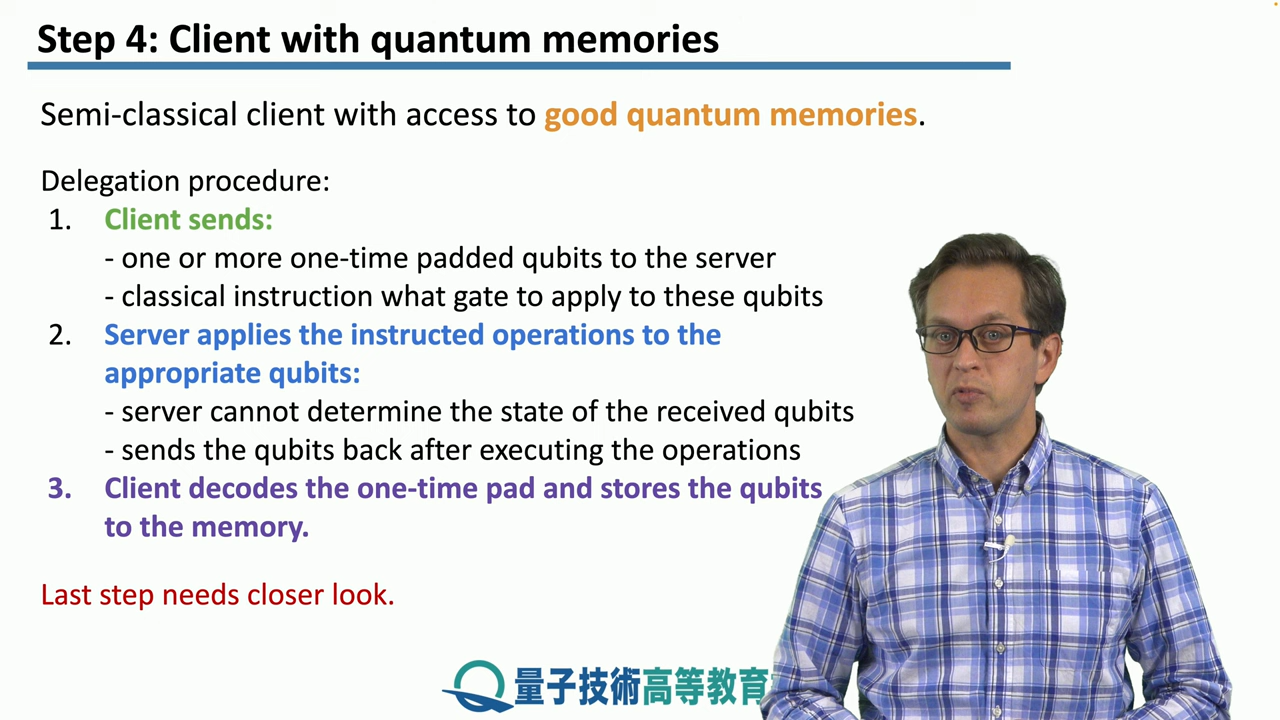 Step 4: Client with quantum memories
Semi-classical client with access to good quantum memories.
Delegation procedure:
1. Client sends:
- one or more one-time padded qubits to the server
- classical instruction what gate to apply to these qubits
2. Server applies the instructed operations to the
appropriate qubits:
- server cannot determine the state of the received qubits
- sends the qubits back after executing the operations
3. Client decodes the one-time pad and stores the qubits
to the memory.
Last step needs closer look.
量子技術高等教育